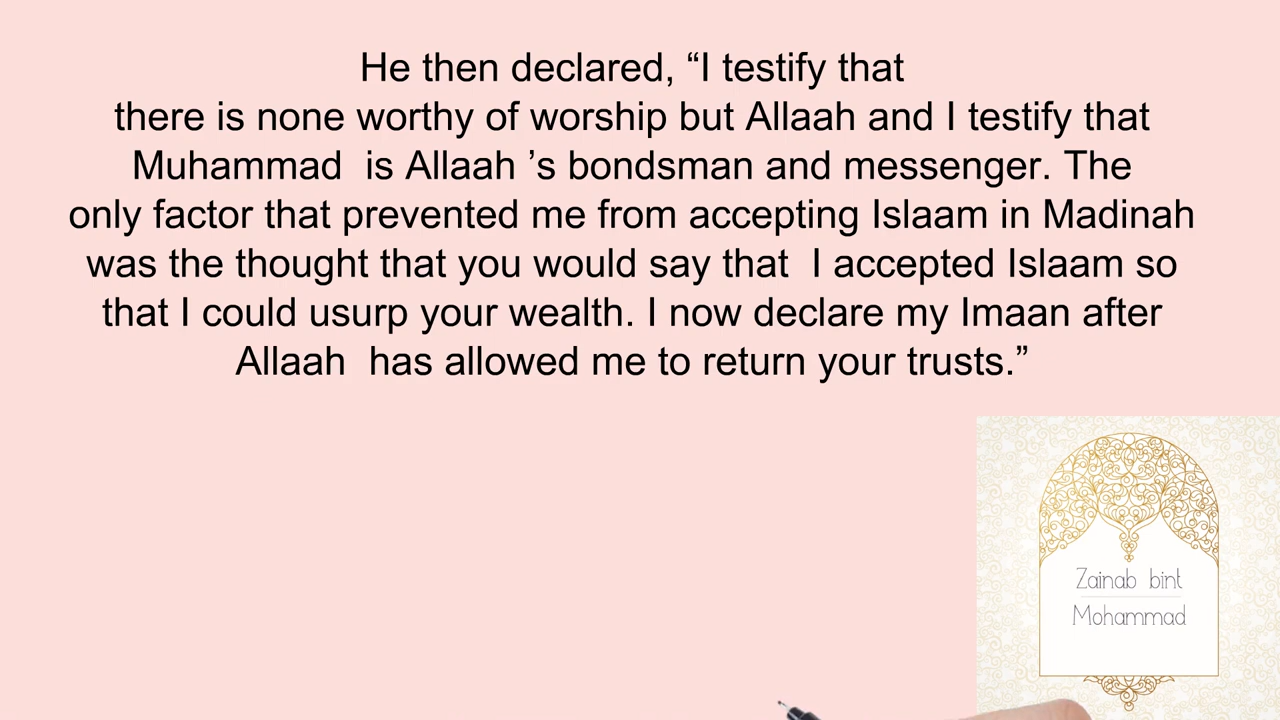 He then declared, “I testify that
there is none worthy of worship but Allaah and I testify that
Muhammad  is Allaah ’s bondsman and messenger. The
only factor that prevented me from accepting Islaam in Madinah
was the thought that you would say that  I accepted Islaam so
that I could usurp your wealth. I now declare my Imaan after
Allaah  has allowed me to return your trusts.”
Zainab bint
Mohammad